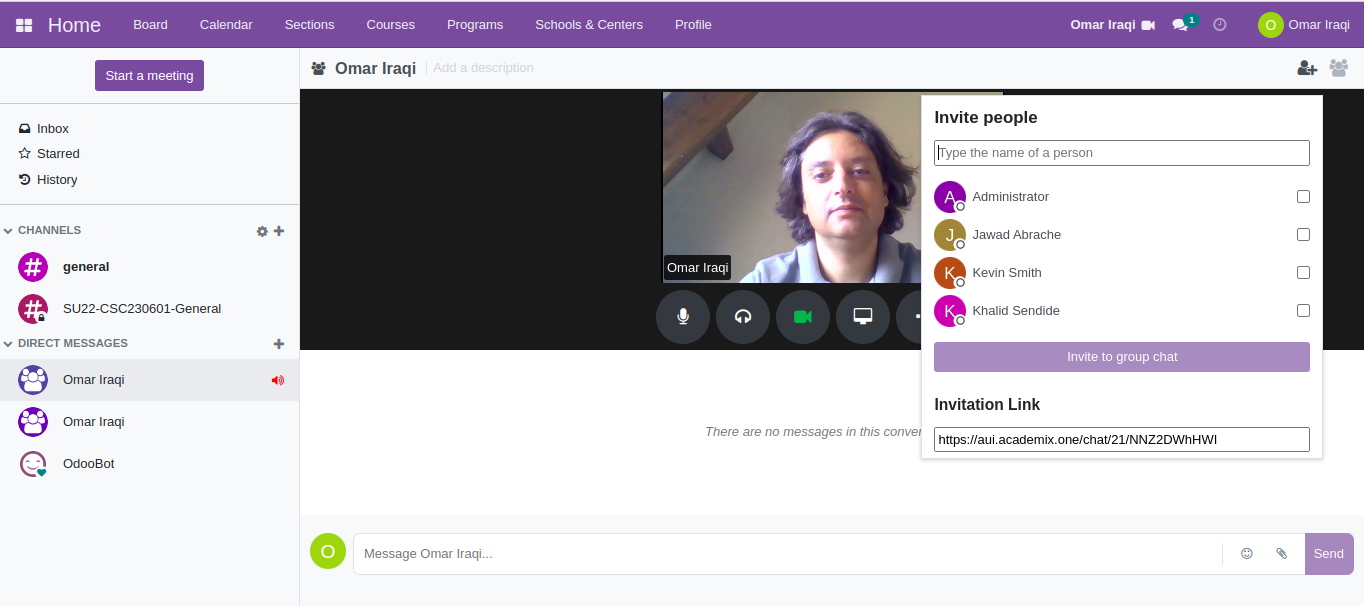 Home Board Calendar Sections Courses Programs Schools & Centers Profile Omar Iraqi 1 O Omar Iraqi
Start a meeting
Inbox
Starred
History
CHANNELS
general
SU22-CSC230601-General
DIRECT MESSAGES
Omar Iraqi
Omar Iraqi
OdooBot
Omar Iraqi Add a description
Omar Iraqi
Invite people
Type the name of a person
A Administrator
J Jawad Abrache
K Kevin Smith
K Khalid Sendide
Invite to group chat
Invitation Link
https://aui.academix.one/chat/21/NNZ2DWhHWI
There are no messages in this conver
O Message Omar Iraqi... Send